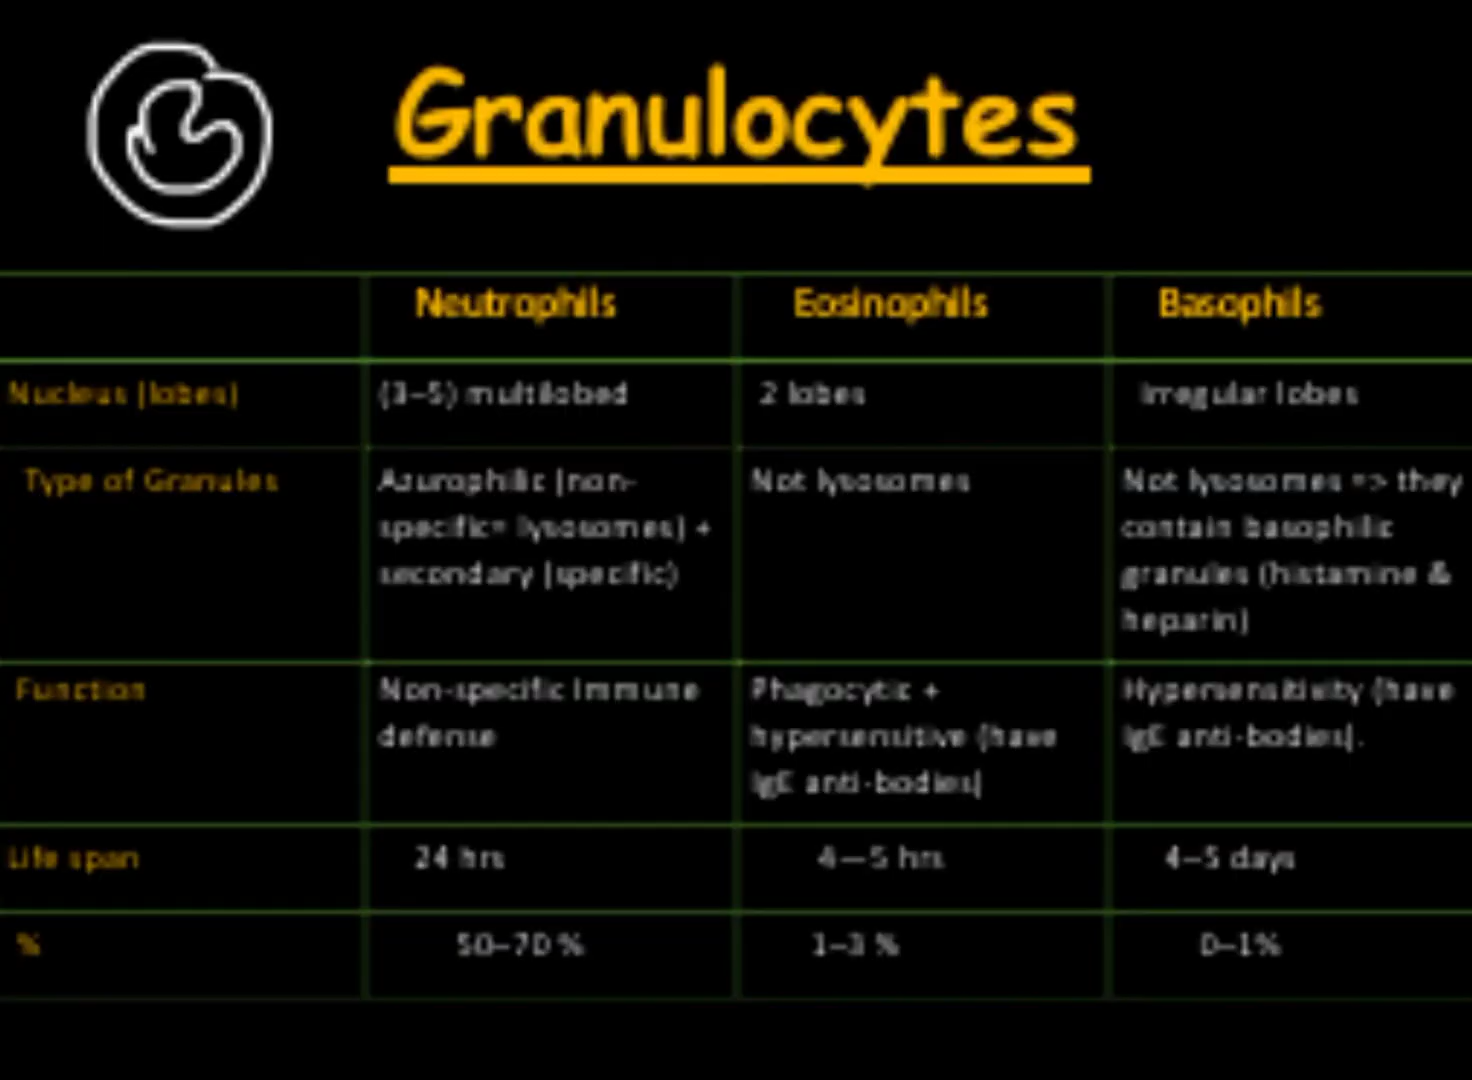 Granulocytes
Neutrophils Eosinophils Basophils
Nucleus (lobes) (3–5) multilobed 2 lobes Irregular lobes
Type of Granules Azurophilic (non- Not lysosomes Not lysosomes => they
specific= lysosomes) + contain basophilic
secondary (specific) granules (histamine &
heparin)
Function Non-specific Immune Phagocytic + Hypersensitivity (have
defense hypersensitive (have IgE anti-bodies).
IgE anti-bodies)
Life span 24 hrs 4–5 hrs 4–5 days
% 50–70 % 1–3 % 0–1%